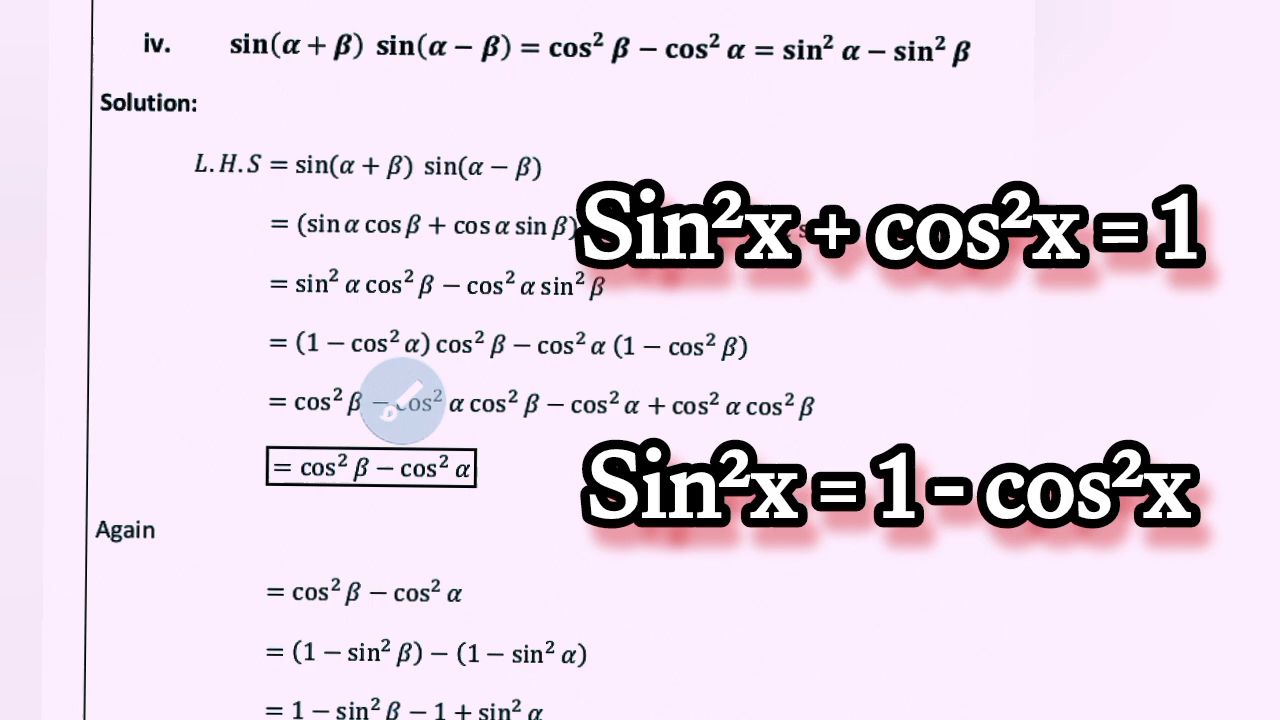 iv. sin(α + β) sin(α − β) = cos² β − cos² α = sin² α − sin² β
Solution:
L.H.S = sin(α + β) sin(α − β)
= (sin α cos β + cos α sin β)
Sin²x + cos²x = 1
= sin² α cos² β − cos² α sin² β
= (1 − cos² α) cos² β − cos² α (1 − cos² β)
= cos² β − cos² α cos² β − cos² α + cos² α cos² β
= cos² β − cos² α
Sin²x = 1 - cos²x
Again
= cos² β − cos² α
= (1 − sin² β) − (1 − sin² α)
= 1 − sin² β − 1 + sin² α